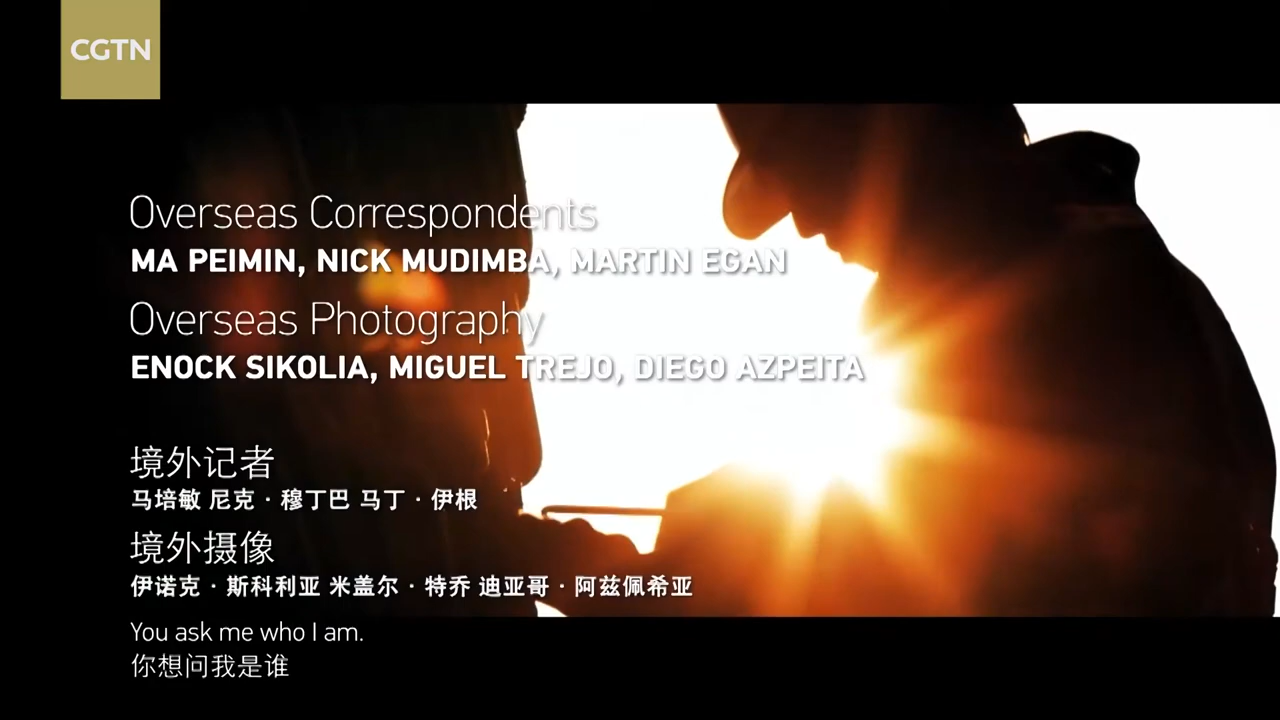 CGTN
Overseas Correspondents
MA PEIMIN, NICK MUDIMBA, MARTIN EGAN
Overseas Photography
ENOCK SIKOLIA, MIGUEL TREJO, DIEGO AZPEITA
境外记者
马培敏 尼克·穆丁巴 马丁·伊根
境外摄像
伊诺克·斯科利亚 米盖尔·特乔 迪亚哥·阿兹佩希亚
You ask me who I am.
你想问我是谁